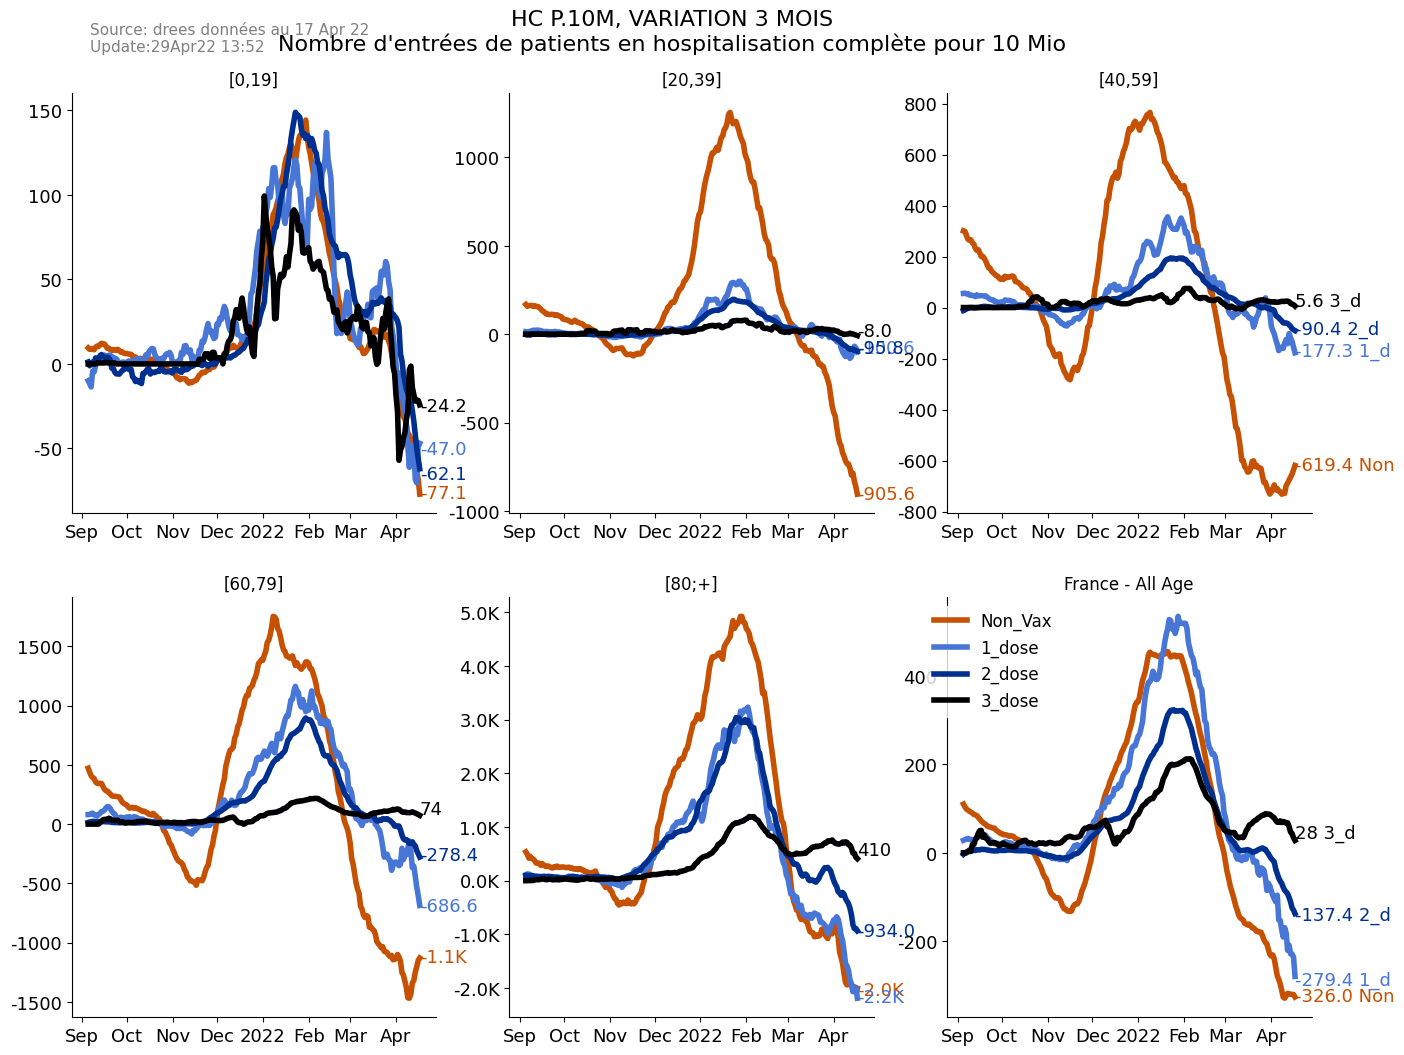 HC P.10M, VARIATION 3 MOIS
Source: drees données au 17 Apr 22
Update:29Apr22 13:52
Nombre d'entrées de patients en hospitalisation complète pour 10 Mio
[0,19]
150
100
50
0
-50
-24.2
-47.0
-62.1
-77.1
Sep Oct Nov Dec 2022 Feb Mar Apr
[20,39]
1000
500
0
-500
-1000
-8.0
-905.6
Sep Oct Nov Dec 2022 Feb Mar Apr
[40,59]
800
600
400
200
0
-200
-400
-600
-800
5.6 3_d
-90.4 2_d
-177.3 1_d
-619.4 Non
Sep Oct Nov Dec 2022 Feb Mar Apr
[60,79]
1500
1000
500
0
-500
-1000
-1500
74
-278.4
-686.6
-1.1K
Sep Oct Nov Dec 2022 Feb Mar Apr
[80;+]
5.0K
4.0K
3.0K
2.0K
1.0K
0.0K
-1.0K
-2.0K
410
-934.0
-2.0K
-2.2K
Sep Oct Nov Dec 2022 Feb Mar Apr
France - All Age
Non_Vax
1_dose
2_dose
3_dose
400
200
0
-200
28 3_d
-137.4 2_d
-279.4 1_d
-326.0 Non
Sep Oct Nov Dec 2022 Feb Mar Apr